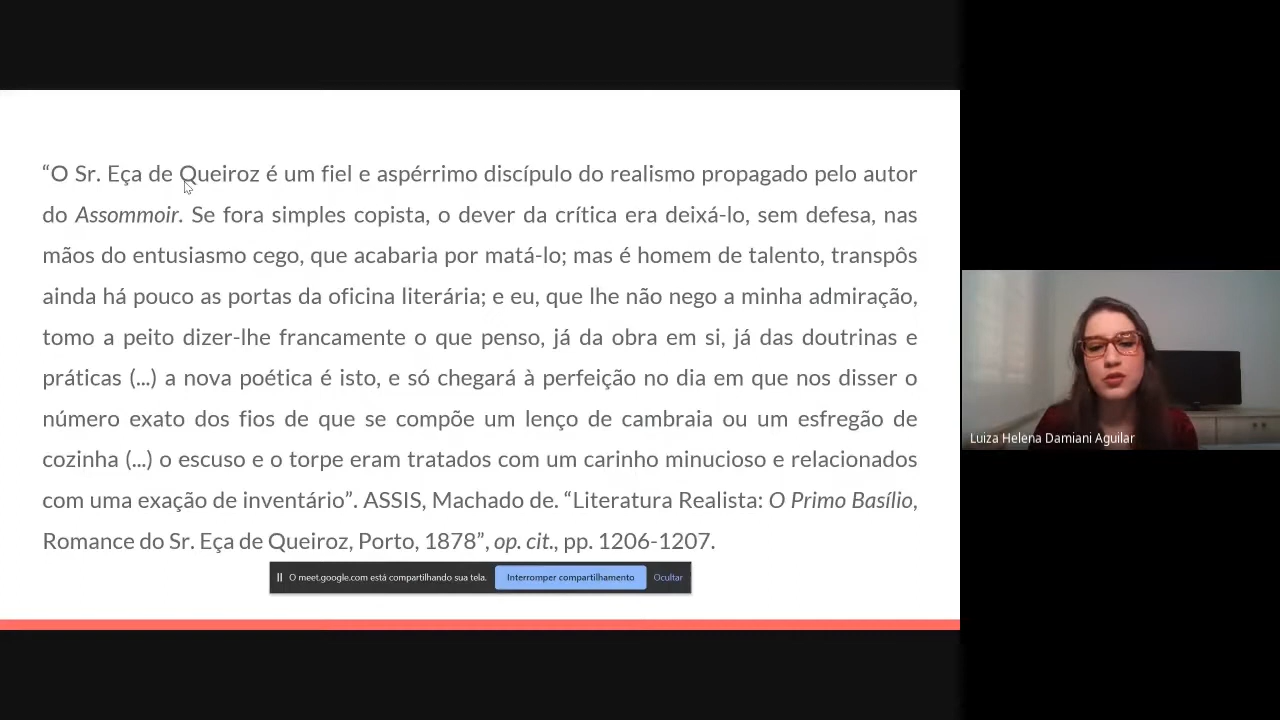 “O Sr. Eça de Queiroz é um fiel e aspérrimo discípulo do realismo propagado pelo autor
do Assommoir. Se fora simples copista, o dever da crítica era deixá-lo, sem defesa, nas
mãos do entusiasmo cego, que acabaria por matá-lo; mas é homem de talento, transpôs
ainda há pouco as portas da oficina literária; e eu, que lhe não nego a minha admiração,
tomo a peito dizer-lhe francamente o que penso, já da obra em si, já das doutrinas e
práticas (...) a nova poética é isto, e só chegará à perfeição no dia em que nos disser o
número exato dos fios de que se compõe um lenço de cambraia ou um esfregão de
cozinha (...) o escuso e o torpe eram tratados com um carinho minucioso e relacionados
com uma exação de inventário”. ASSIS, Machado de. “Literatura Realista: O Primo Basílio,
Romance do Sr. Eça de Queiroz, Porto, 1878”, op. cit., pp. 1206-1207.
O meet.google.com está compartilhando sua tela. Interromper compartilhamento Ocultar
Luiza Helena Damiani Aguilar